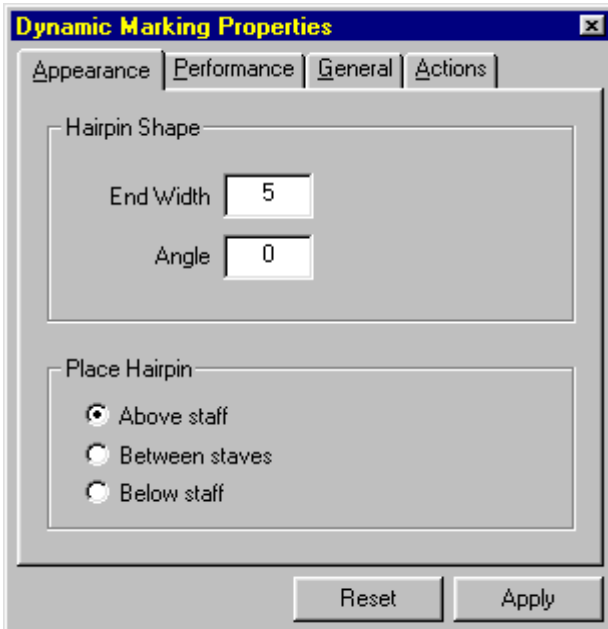 Dynamic Marking Properties
Appearance Performance General Actions
Hairpin Shape
End Width 5
Angle 0
Place Hairpin
Above staff
Between staves
Below staff
Reset Apply